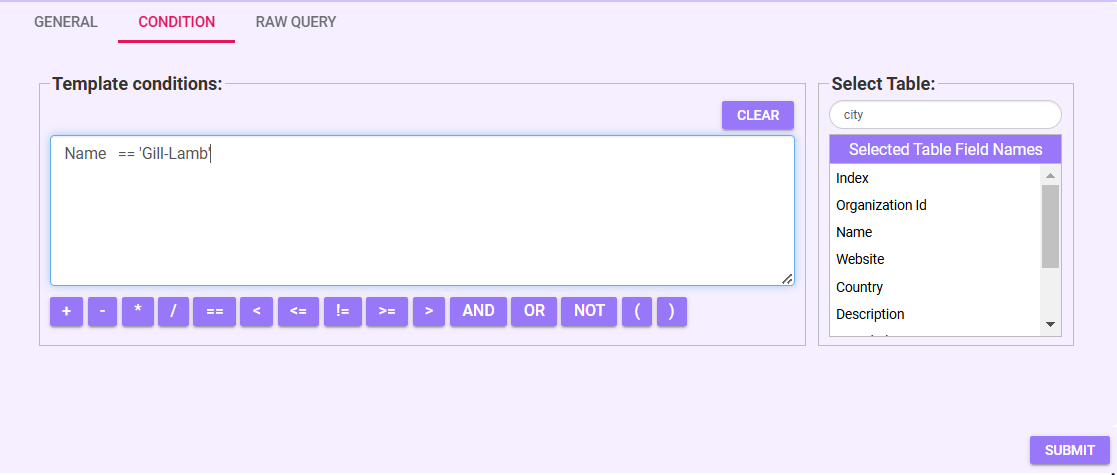 GENERAL CONDITION RAW QUERY
Template conditions:
CLEAR
Name == 'Gill-Lamb'
+ - * / == < <= != >= > AND OR NOT ( )
Select Table:
city
Selected Table Field Names
Index
Organization Id
Name
Website
Country
Description
SUBMIT